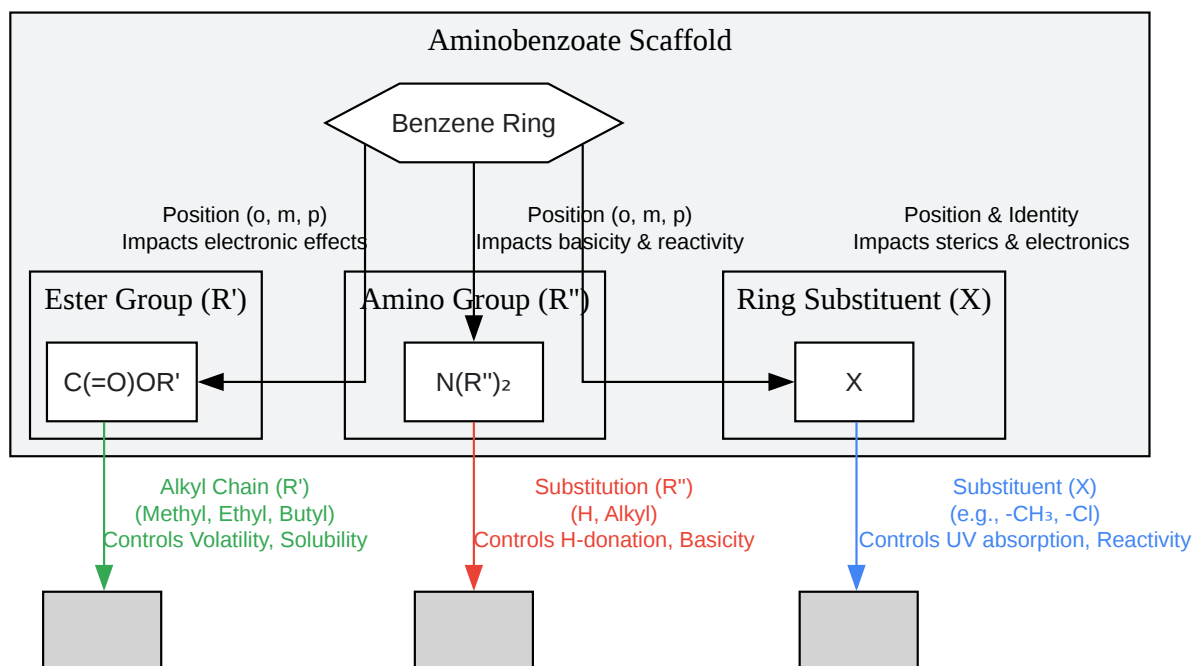 Aminobenzoate Scaffold
Benzene Ring
Position (o, m, p)
Impacts electronic effects
Position (o, m, p)
Impacts basicity & reactivity
Position & Identity
Impacts sterics & electronics
Ester Group (R')
Amino Group (R'')
Ring Substituent (X)
C(=O)OR'
N(R'')₂
X
Alkyl Chain (R')
(Methyl, Ethyl, Butyl)
Controls Volatility, Solubility
Substitution (R'')
(H, Alkyl)
Controls H-donation, Basicity
Substituent (X)
(e.g., -CH₃, -Cl)
Controls UV absorption, Reactivity